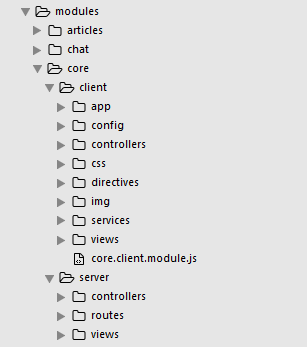 modules
articles
chat
core
client
app
config
controllers
css
directives
img
services
views
core.client.module.js
server
controllers
routes
views